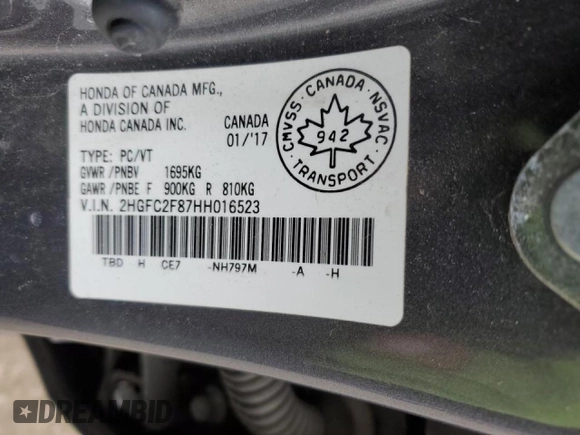 HONDA OF CANADA MFG.,
A DIVISION OF
HONDA CANADA INC.
CANADA
01/'17
TYPE: PC/VT
GVWR/PNBV 1695KG
GAWR/PNBE F 900KG R 810KG
V.I.N. 2HGFC2F87HH016523
TBD H CE7 -NH797M -A -H
CMVSS · CANADA · NSVAC
942
· TRANSPORT ·
DREAMBID